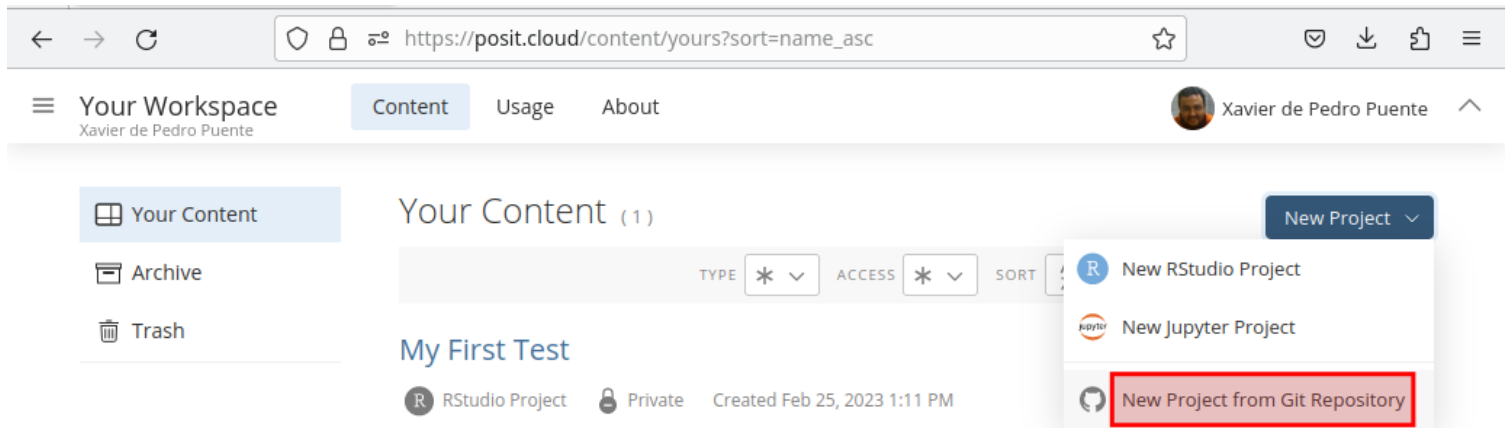 https://posit.cloud/content/yours?sort=name_asc
Your Workspace
Xavier de Pedro Puente
Content Usage About
Xavier de Pedro Puente
Your Content
Archive
Trash
Your Content (1)
New Project
TYPE * ACCESS * SORT
New RStudio Project
New Jupyter Project
New Project from Git Repository
My First Test
R RStudio Project Private Created Feb 25, 2023 1:11 PM
R
jupyter